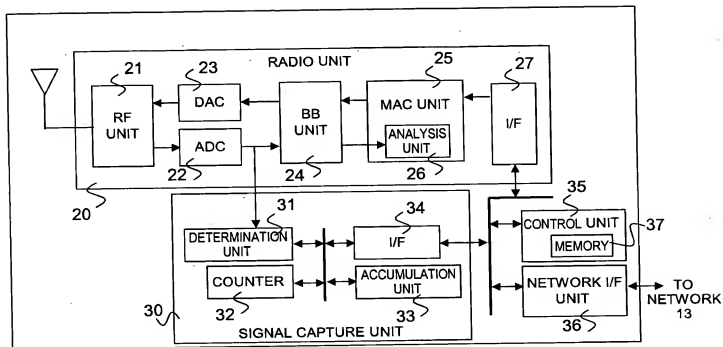 RADIO UNIT
21
23
25
27
RF
UNIT
DAC
ADC
22
BB
UNIT
24
MAC UNIT
ANALYSIS
UNIT
26
I/F
20
31
DETERMINATION
UNIT
COUNTER
32
34
I/F
ACCUMULATION
UNIT
33
30
SIGNAL CAPTURE UNIT
35
CONTROL UNIT
MEMORY
37
NETWORK I/F
UNIT
36
TO
NETWORK
13